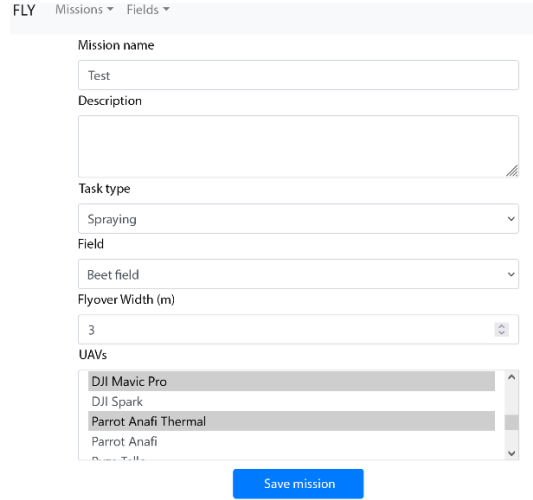 FLY Missions Fields
Mission name
Test
Description
Task type
Spraying
Field
Beet field
Flyover Width (m)
3
UAVs
DJI Mavic Pro
DJI Spark
Parrot Anafi Thermal
Parrot Anafi
Save mission